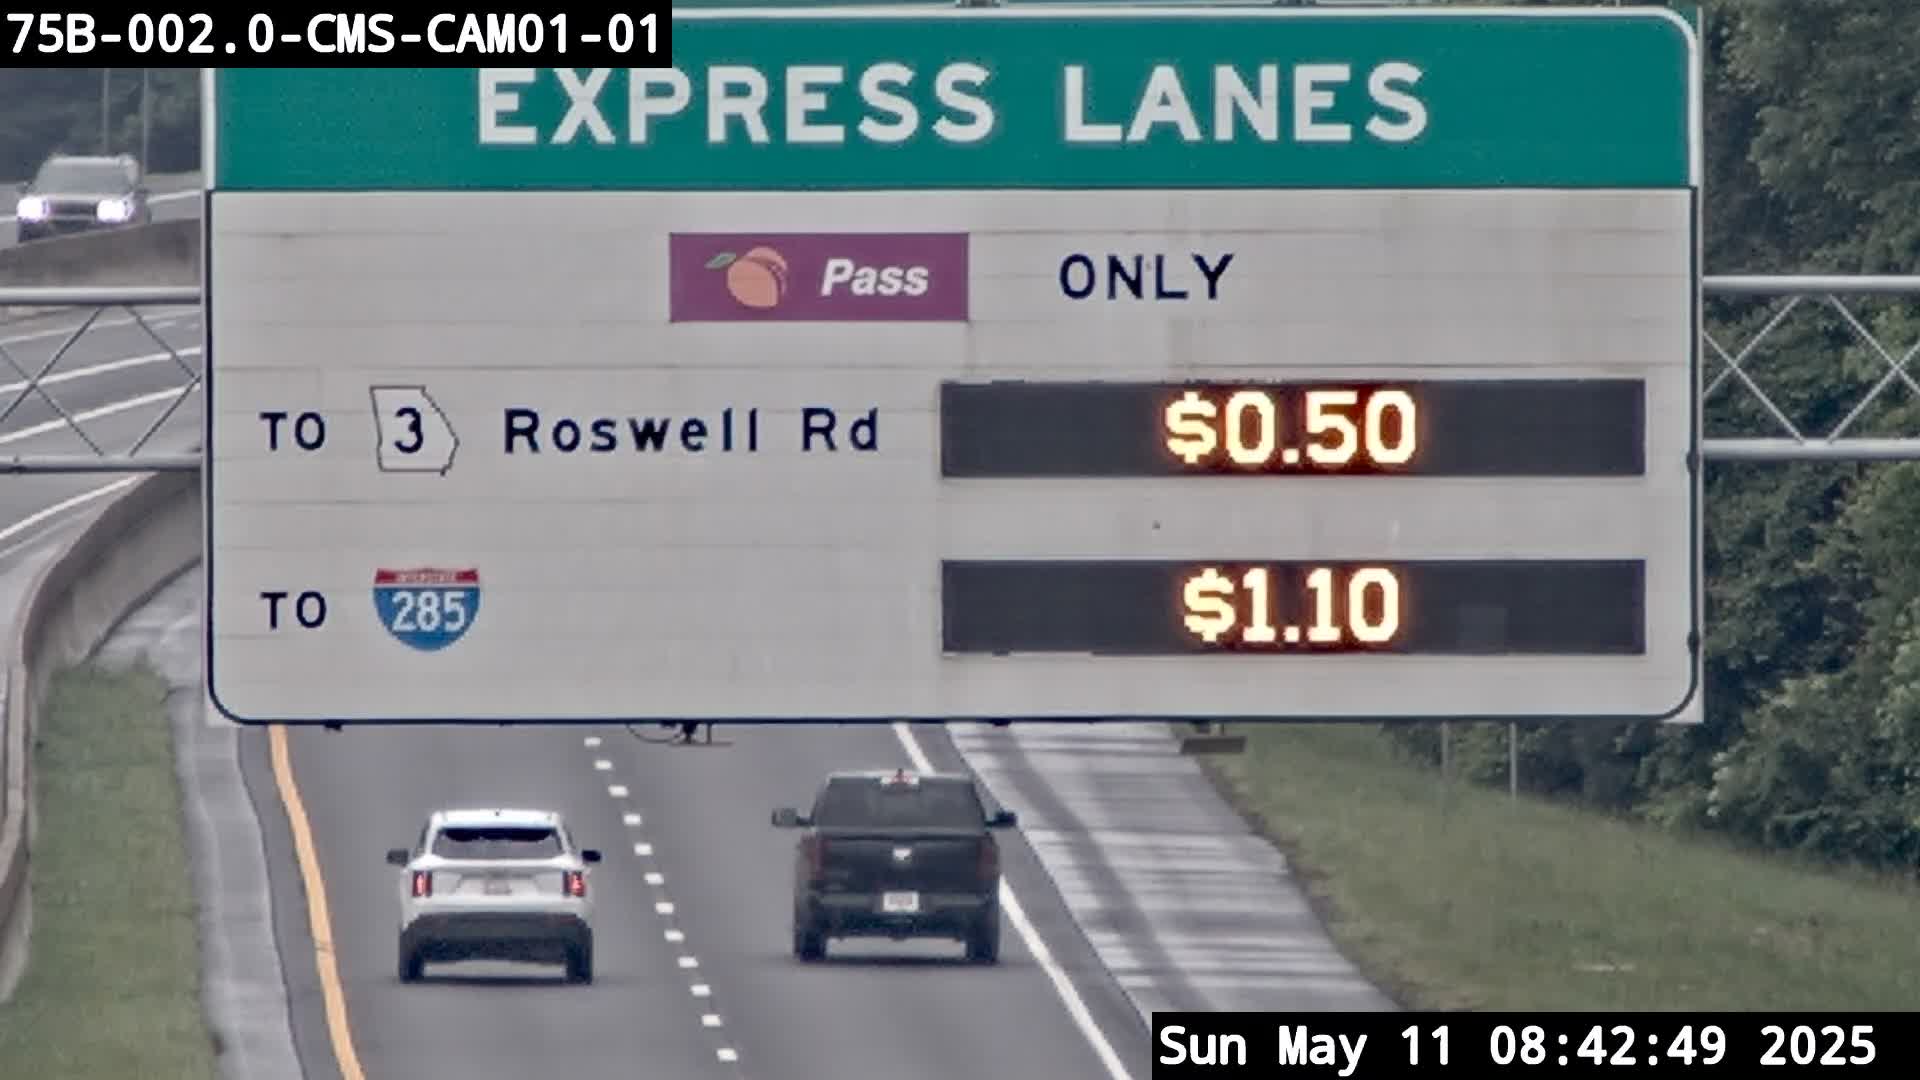 75B-002.0-CMS-CAM01-01
EXPRESS LANES
Pass ONLY
TO 3 Roswell Rd $0.50
INTERSTATE
TO 285 $1.10
Sun May 11 08:42:49 2025